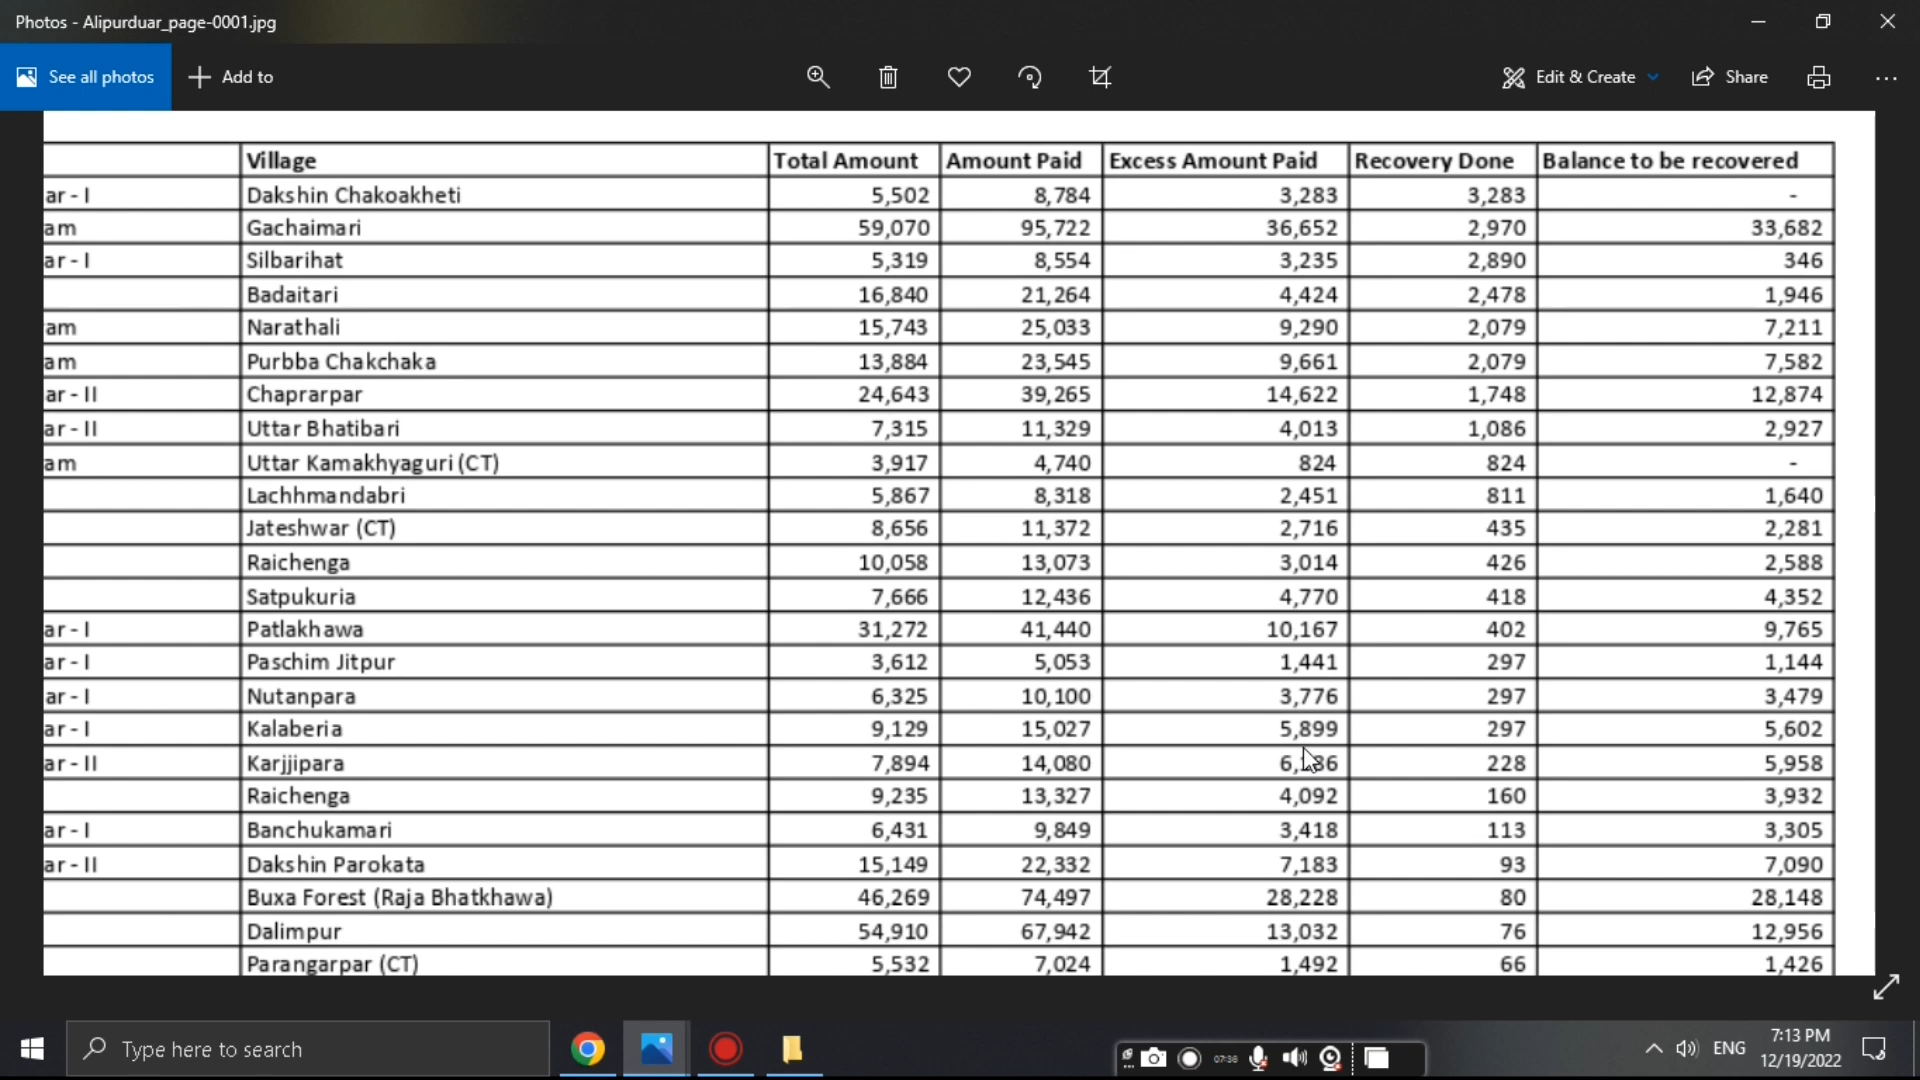 Photos - Alipurduar_page-0001.jpg
See all photos Add to Edit & Create Share
Village Total Amount Amount Paid Excess Amount Paid Recovery Done Balance to be recovered
ar - I Dakshin Chakoakheti 5,502 8,784 3,283 3,283 -
am Gachaimari 59,070 95,722 36,652 2,970 33,682
ar - I Silbarihat 5,319 8,554 3,235 2,890 346
Badaitari 16,840 21,264 4,424 2,478 1,946
am Narathali 15,743 25,033 9,290 2,079 7,211
am Purbba Chakchaka 13,884 23,545 9,661 2,079 7,582
ar - II Chaprarpar 24,643 39,265 14,622 1,748 12,874
ar - II Uttar Bhatibari 7,315 11,329 4,013 1,086 2,927
am Uttar Kamakhyaguri (CT) 3,917 4,740 824 824 -
Lachhmandabri 5,867 8,318 2,451 811 1,640
Jateshwar (CT) 8,656 11,372 2,716 435 2,281
Raichenga 10,058 13,073 3,014 426 2,588
Satpukuria 7,666 12,436 4,770 418 4,352
ar - I Patlakhawa 31,272 41,440 10,167 402 9,765
ar - I Paschim Jitpur 3,612 5,053 1,441 297 1,144
ar - I Nutanpara 6,325 10,100 3,776 297 3,479
ar - I Kalaberia 9,129 15,027 5,899 297 5,602
ar - II Karjjipara 7,894 14,080 228 5,958
Raichenga 9,235 13,327 4,092 160 3,932
ar - I Banchukamari 6,431 9,849 3,418 113 3,305
ar - II Dakshin Parokata 15,149 22,332 7,183 93 7,090
Buxa Forest (Raja Bhatkhawa) 46,269 74,497 28,228 80 28,148
Dalimpur 54,910 67,942 13,032 76 12,956
Parangarpar (CT) 5,532 7,024 1,492 66 1,426
Type here to search 07:38 ENG 7:13 PM
12/19/2022